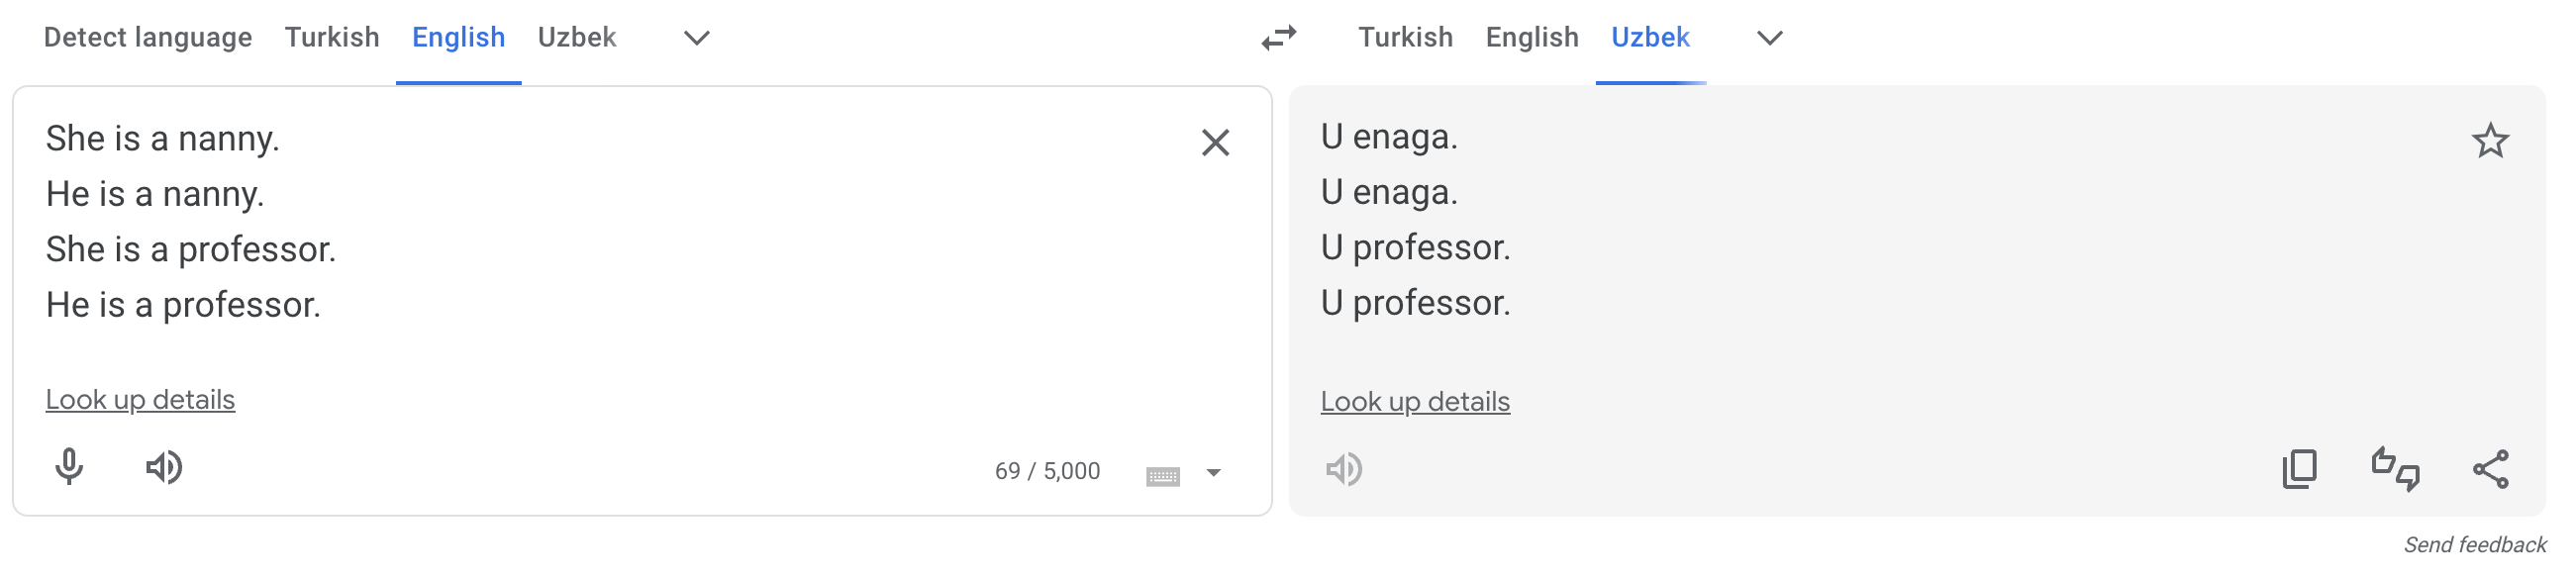 Detect language Turkish English Uzbek Turkish English Uzbek
She is a nanny.
He is a nanny.
She is a professor.
He is a professor.
Look up details
69 / 5,000
U enaga.
U enaga.
U professor.
U professor.
Look up details
Send feedback